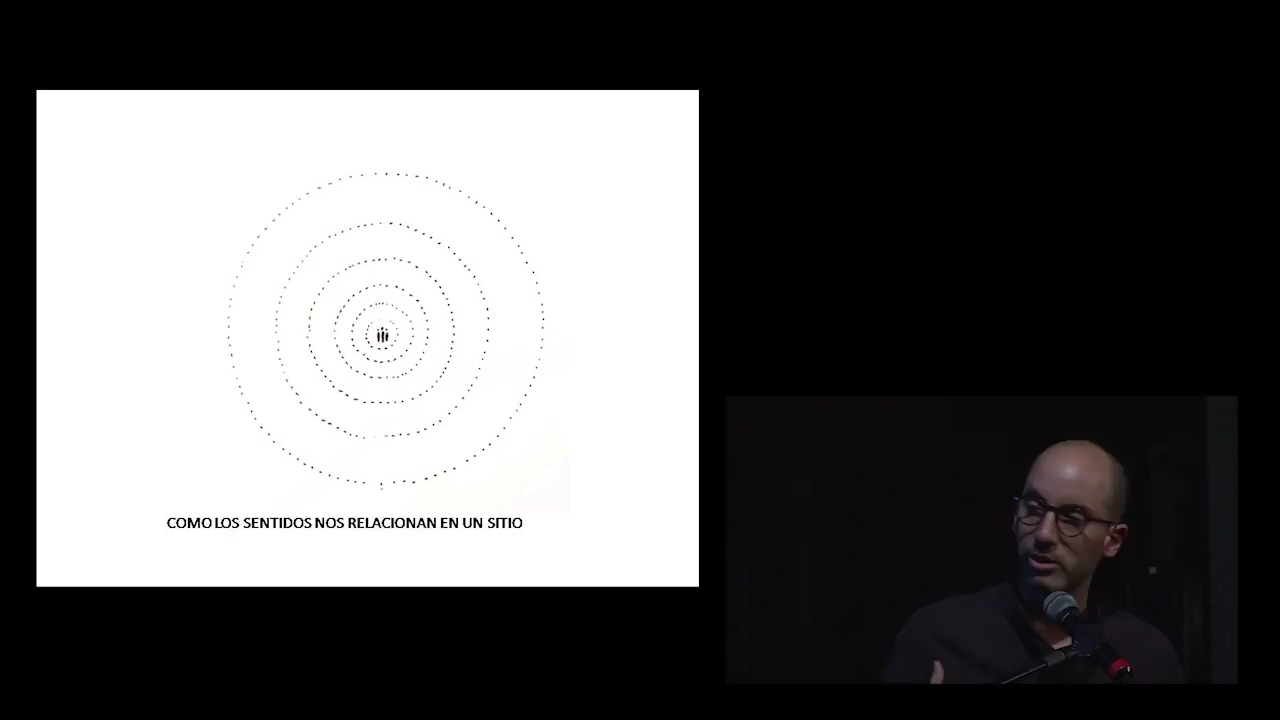 COMO LOS SENTIDOS NOS RELACIONAN EN UN SITIO